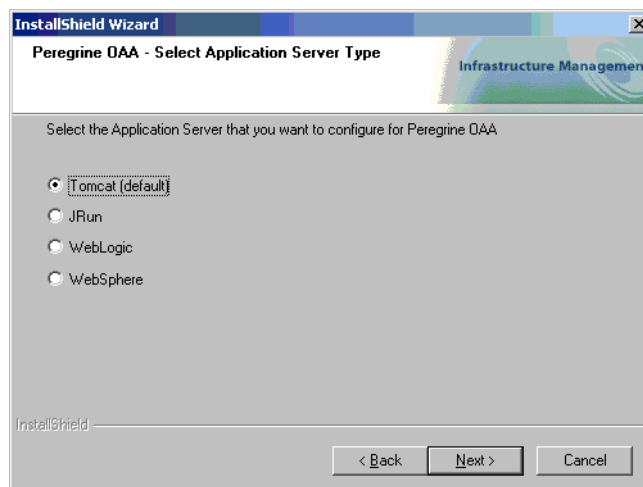 InstallShield Wizard
Peregrine OAA - Select Application Server Type
Infrastructure Managemen
Select the Application Server that you want to configure for Peregrine OAA
Tomcat (default)
JRun
WebLogic
WebSphere
InstallShield
< Back
Next >
Cancel